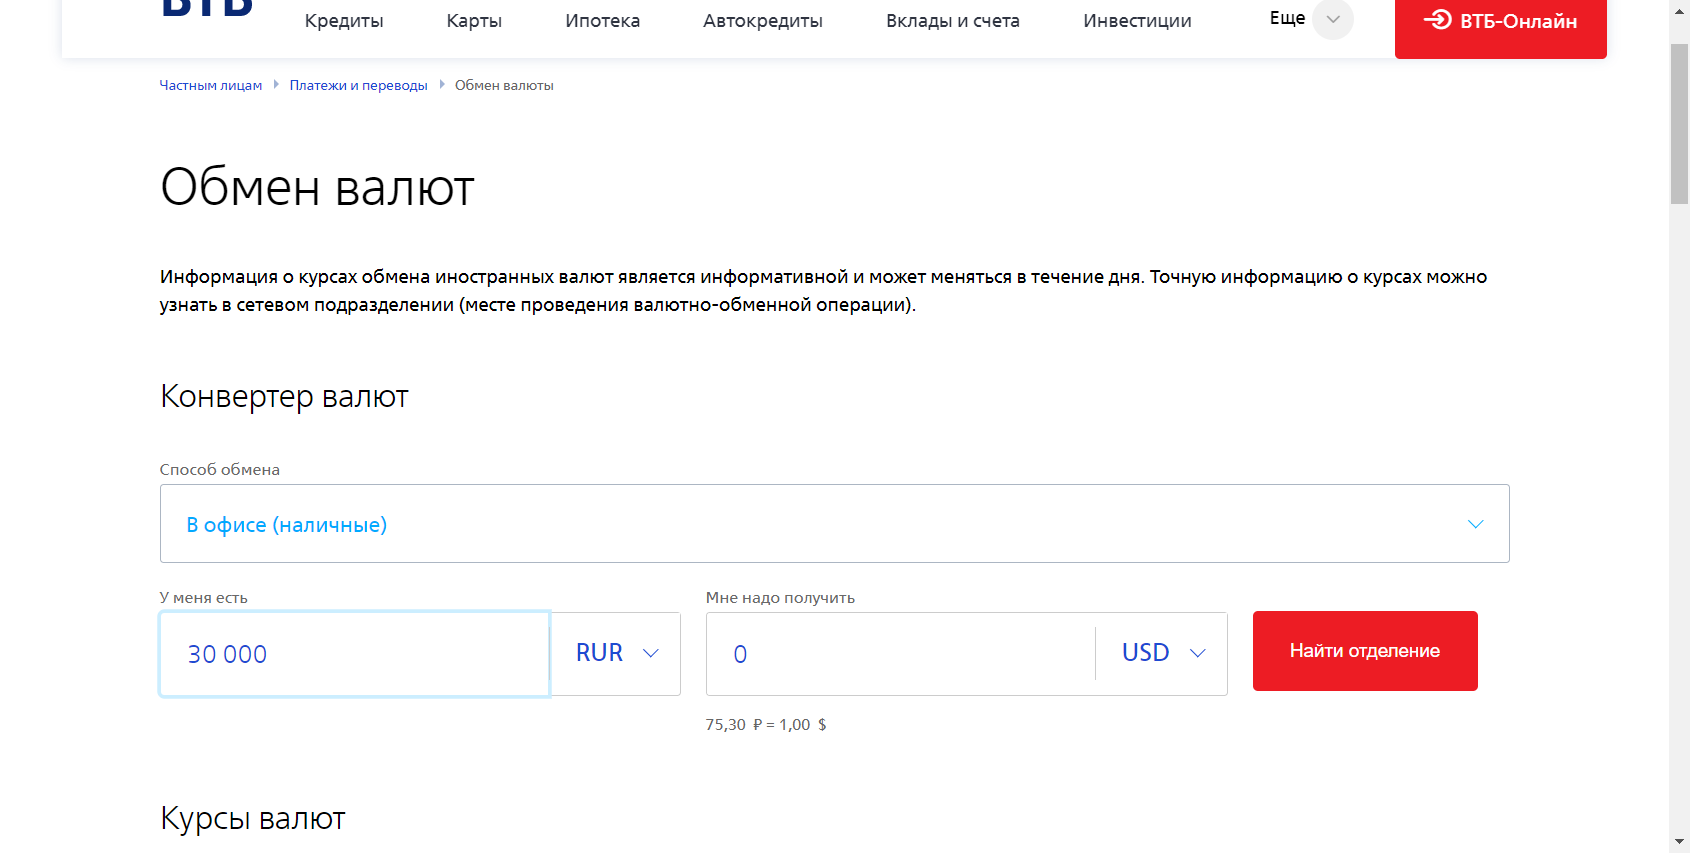 ВТБ
Кредиты Карты Ипотека Автокредиты Вклады и счета Инвестиции Еще ВТБ-Онлайн
Частным лицам Платежи и переводы Обмен валюты
Обмен валют
Информация о курсах обмена иностранных валют является информативной и может меняться в течение дня. Точную информацию о курсах можно
узнать в сетевом подразделении (месте проведения валютно-обменной операции).
Конвертер валют
Способ обмена
В офисе (наличные)
У меня есть Мне надо получить
30 000 RUR 0 USD Найти отделение
75,30 ₽ = 1,00 $
Курсы валют